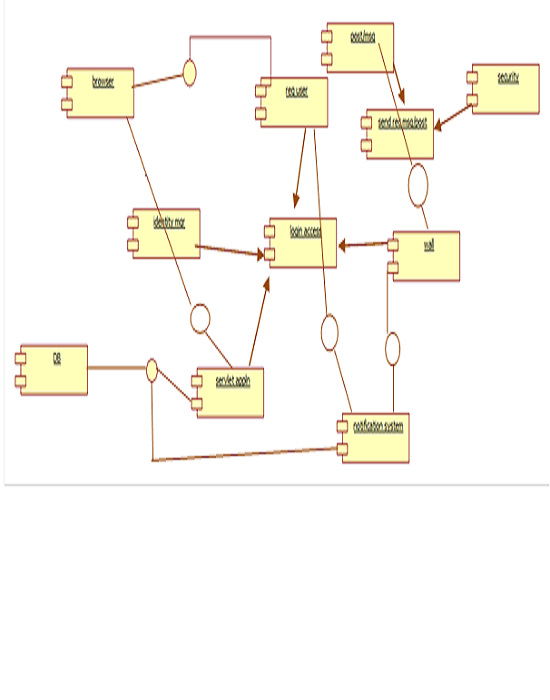 post/msg
browser
security
reg user
send req msg/post
identity mgr
login access
wall
DB
servlet appln
notification system